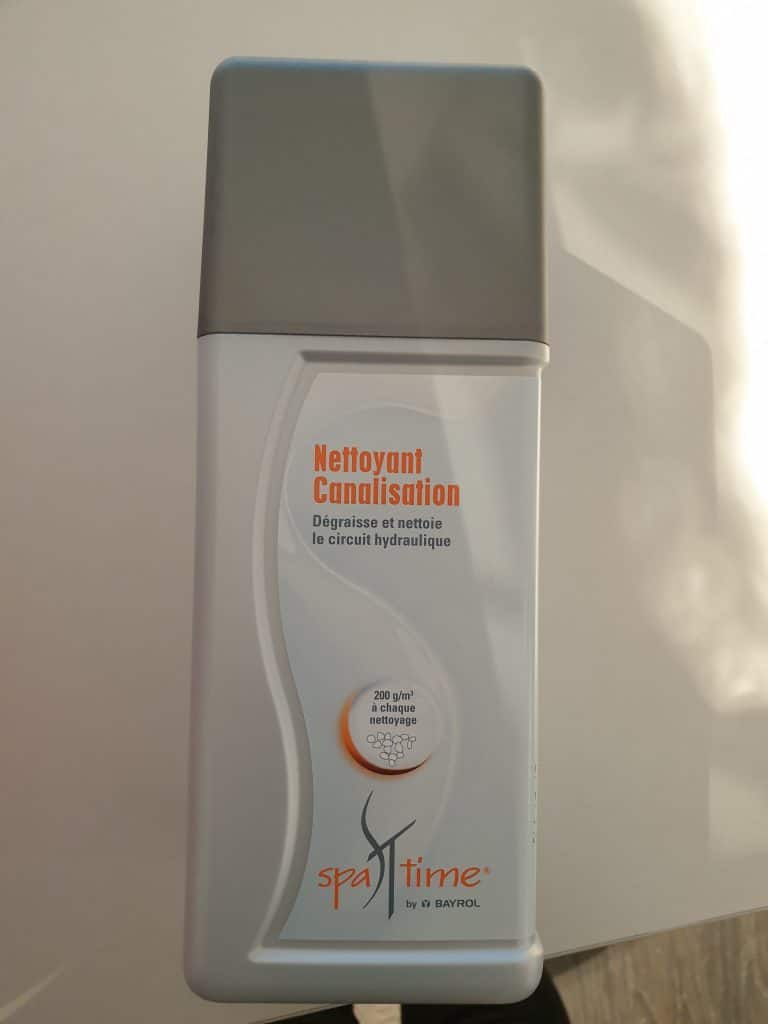 Nettoyant
Canalisation
Dégraisse et nettoie
le circuit hydraulique
200 g/m³
à chaque
nettoyage
spa time®
by BAYROL